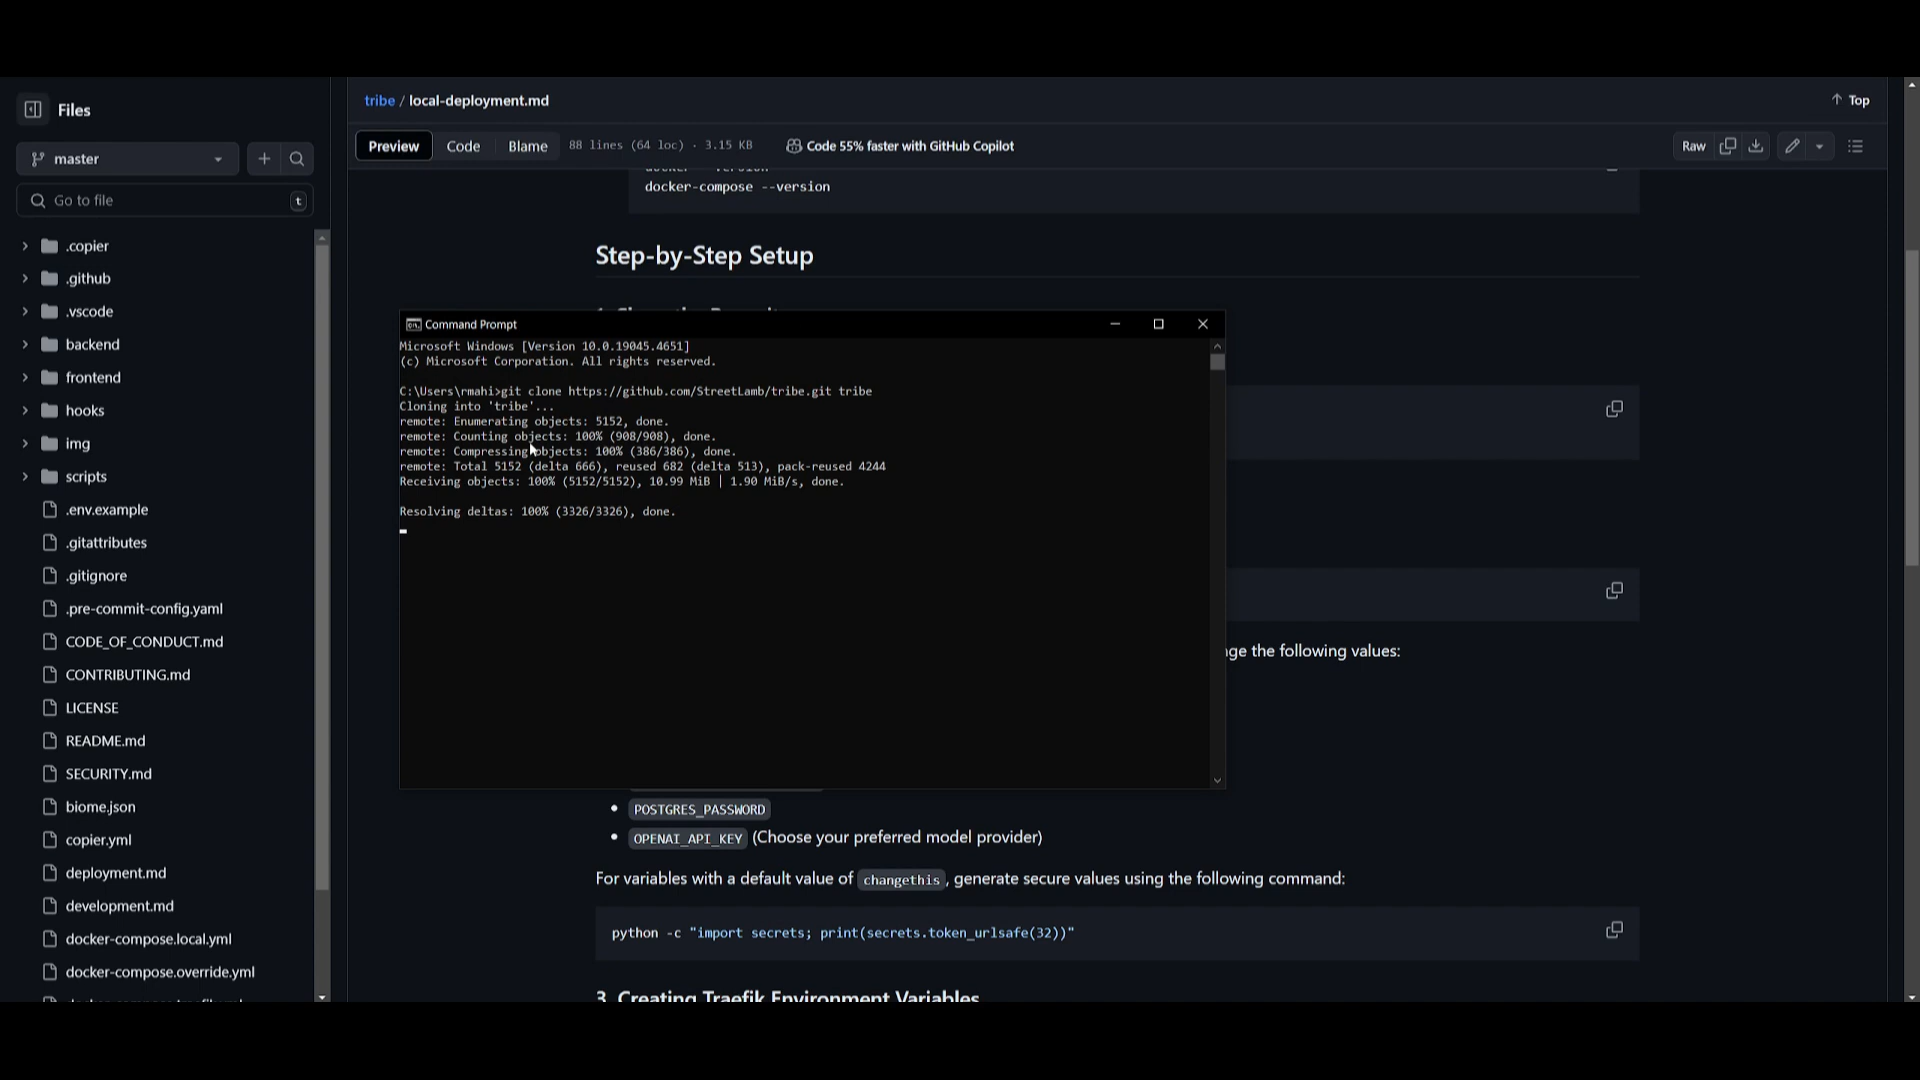 Files
master
Go to file
t
.copier
.github
.vscode
backend
frontend
hooks
img
scripts
.env.example
.gitattributes
.gitignore
.pre-commit-config.yaml
CODE_OF_CONDUCT.md
CONTRIBUTING.md
LICENSE
README.md
SECURITY.md
biome.json
copier.yml
deployment.md
development.md
docker-compose.local.yml
docker-compose.override.yml
tribe / local-deployment.md
Top
Preview Code Blame 88 lines (64 loc) · 3.15 KB Code 55% faster with GitHub Copilot
Raw
docker-compose --version
Step-by-Step Setup
Command Prompt
Microsoft Windows [Version 10.0.19045.4651]
(c) Microsoft Corporation. All rights reserved.
C:\Users\rmahi>git clone https://github.com/StreetLamb/tribe.git tribe
Cloning into 'tribe'...
remote: Enumerating objects: 5152, done.
remote: Counting objects: 100% (908/908), done.
remote: Compressing objects: 100% (386/386), done.
remote: Total 5152 (delta 666), reused 682 (delta 513), pack-reused 4244
Receiving objects: 100% (5152/5152), 10.99 MiB | 1.90 MiB/s, done.
Resolving deltas: 100% (3326/3326), done.
the following values:
• POSTGRES_PASSWORD
• OPENAI_API_KEY (Choose your preferred model provider)
For variables with a default value of changethis, generate secure values using the following command:
python -c "import secrets; print(secrets.token_urlsafe(32))"
3. Creating Traefik Environment Variables